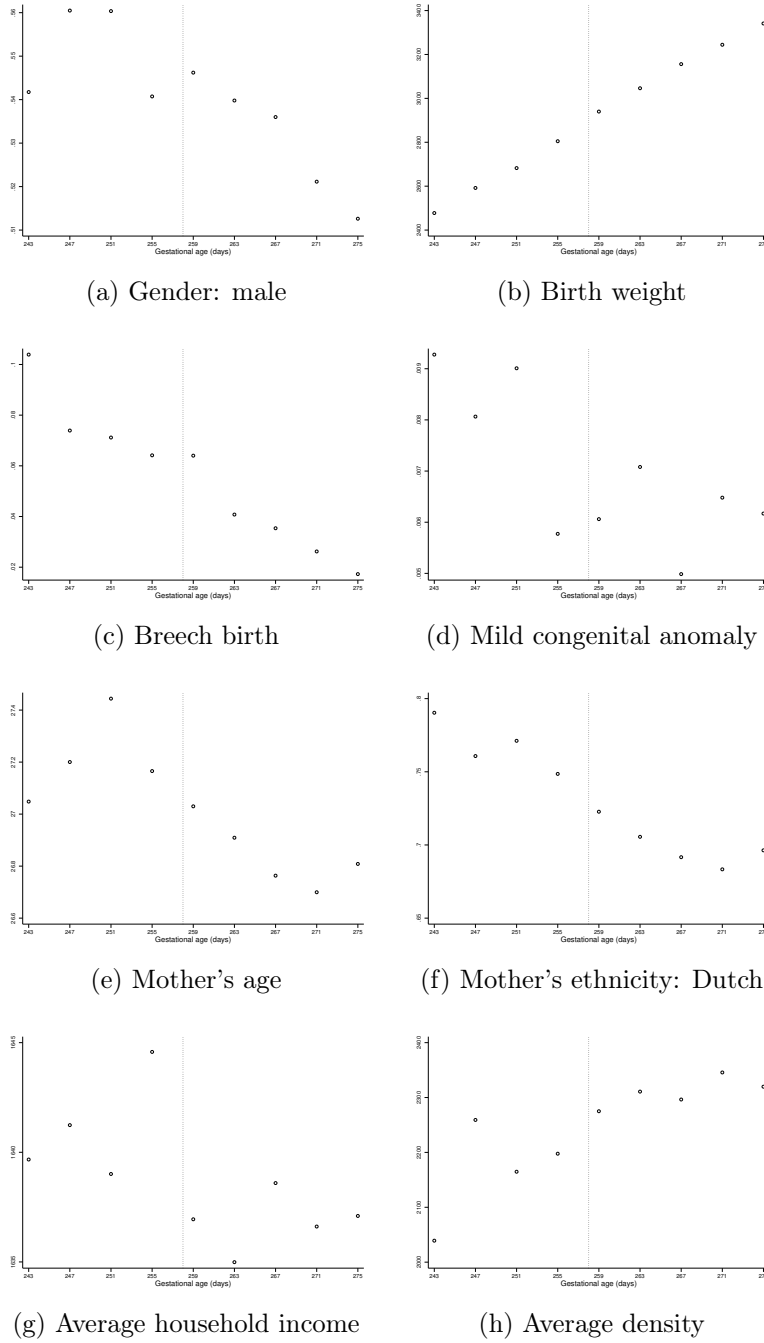 .56
.55
.54
.53
.52
.51
243 247 251 255 259 263 267 271 275
Gestational age (days)
(a) Gender: male
3400
3200
3000
2800
2600
2400
243 247 251 255 259 263 267 271 27
Gestational age (days)
(b) Birth weight
.1
.08
.06
.04
.02
243 247 251 255 259 263 267 271 275
Gestational age (days)
(c) Breech birth
.009
.008
.007
.006
.005
243 247 251 255 259 263 267 271 27
Gestational age (days)
(d) Mild congenital anomaly
27.4
27.2
27
26.8
26.6
243 247 251 255 259 263 267 271 275
Gestational age (days)
(e) Mother's age
.8
.75
.7
.65
243 247 251 255 259 263 267 271 27
Gestational age (days)
(f) Mother's ethnicity: Dutch
1645
1640
1635
243 247 251 255 259 263 267 271 275
Gestational age (days)
(g) Average household income
2400
2300
2200
2100
2000
243 247 251 255 259 263 267 271 27
Gestational age (days)
(h) Average density